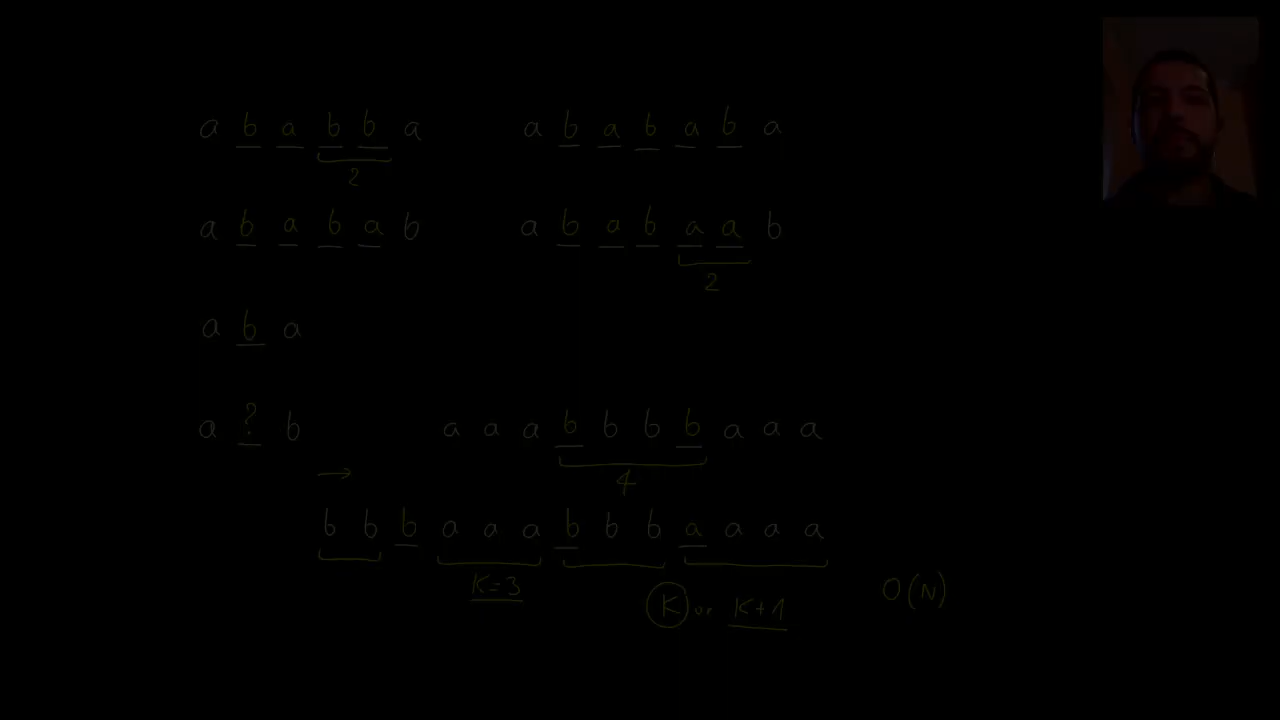 a b a b b a a b a b a b a
2
a b a b a b a b a b a a b
2
a b a
a ? b a a a b b b b a a a
→ 4
b b b a a a b b b a a a a
K=3 K or K+1 O(N)